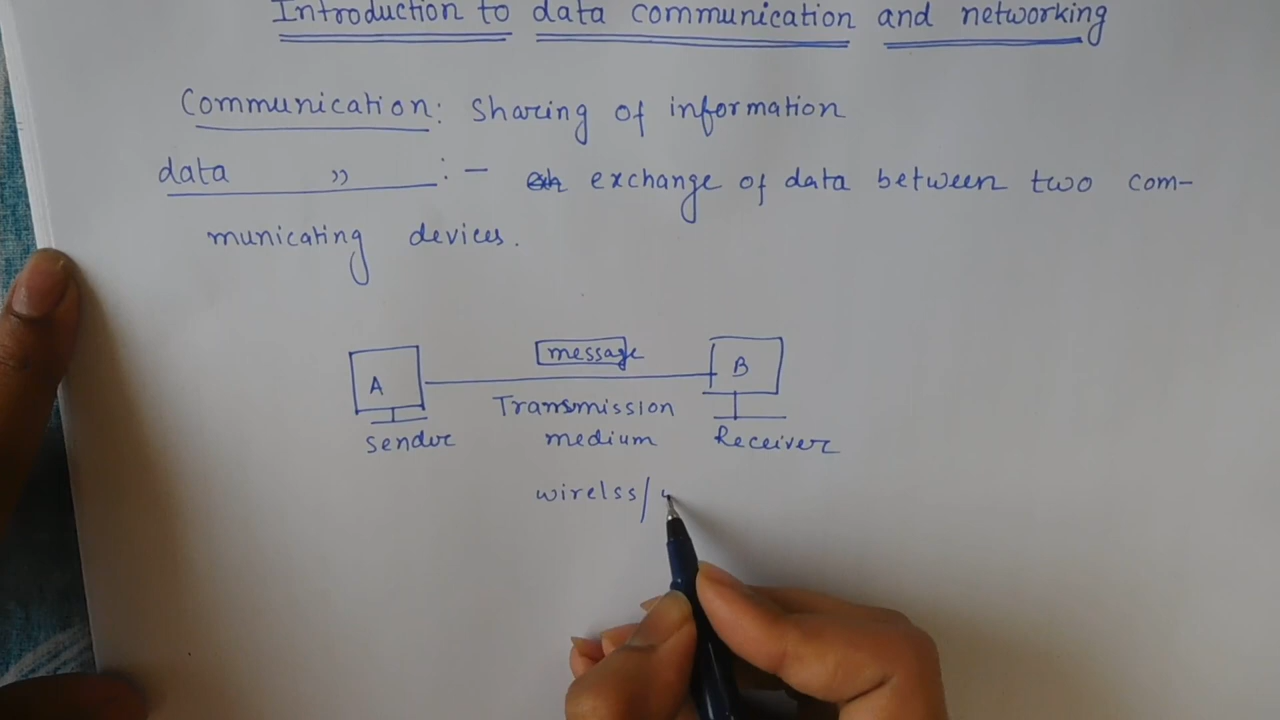 Introduction to data communication and networking
Communication: Sharing of information
data " :- exchange of data between two com-
municating devices.
message
A
B
Transmission
medium
Sender
Receiver
wirelss/